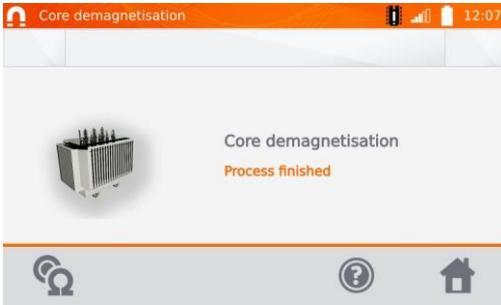 Core demagnetisation
12:07
Core demagnetisation
Process finished